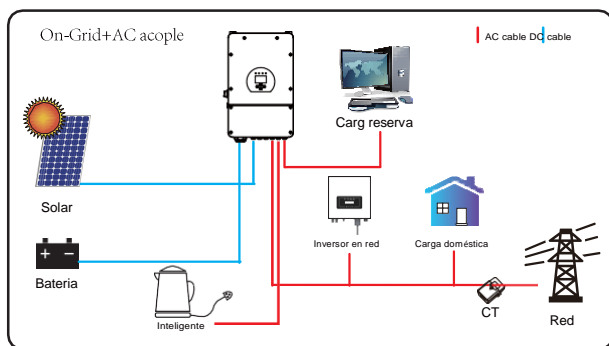 On-Grid+AC acople
AC cable DC cable
Carg reserva
Solar
Inversor en red
Carga doméstica
Bateria
CT
Red
Inteligente